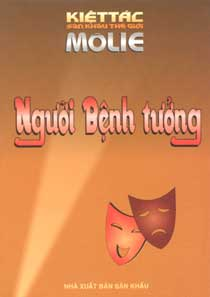 KIỆT TÁC
SÂN KHẤU THẾ GIỚI
MOLIE
Người Bệnh tưởng
NHÀ XUẤT BẢN SÂN KHẤU